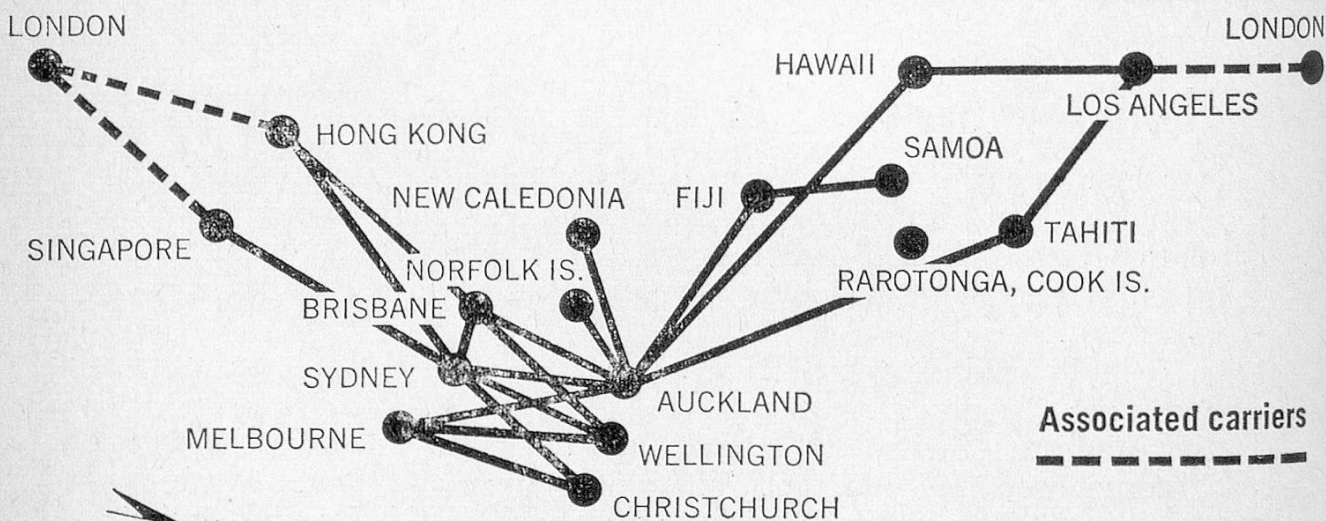 LONDON
LONDON
HAWAII
LOS ANGELES
HONG KONG
SAMOA
NEW CALEDONIA
FIJI
SINGAPORE
TAHITI
NORFOLK IS.
RAROTONGA, COOK IS.
BRISBANE
SYDNEY
AUCKLAND
Associated carriers
MELBOURNE
WELLINGTON
CHRISTCHURCH